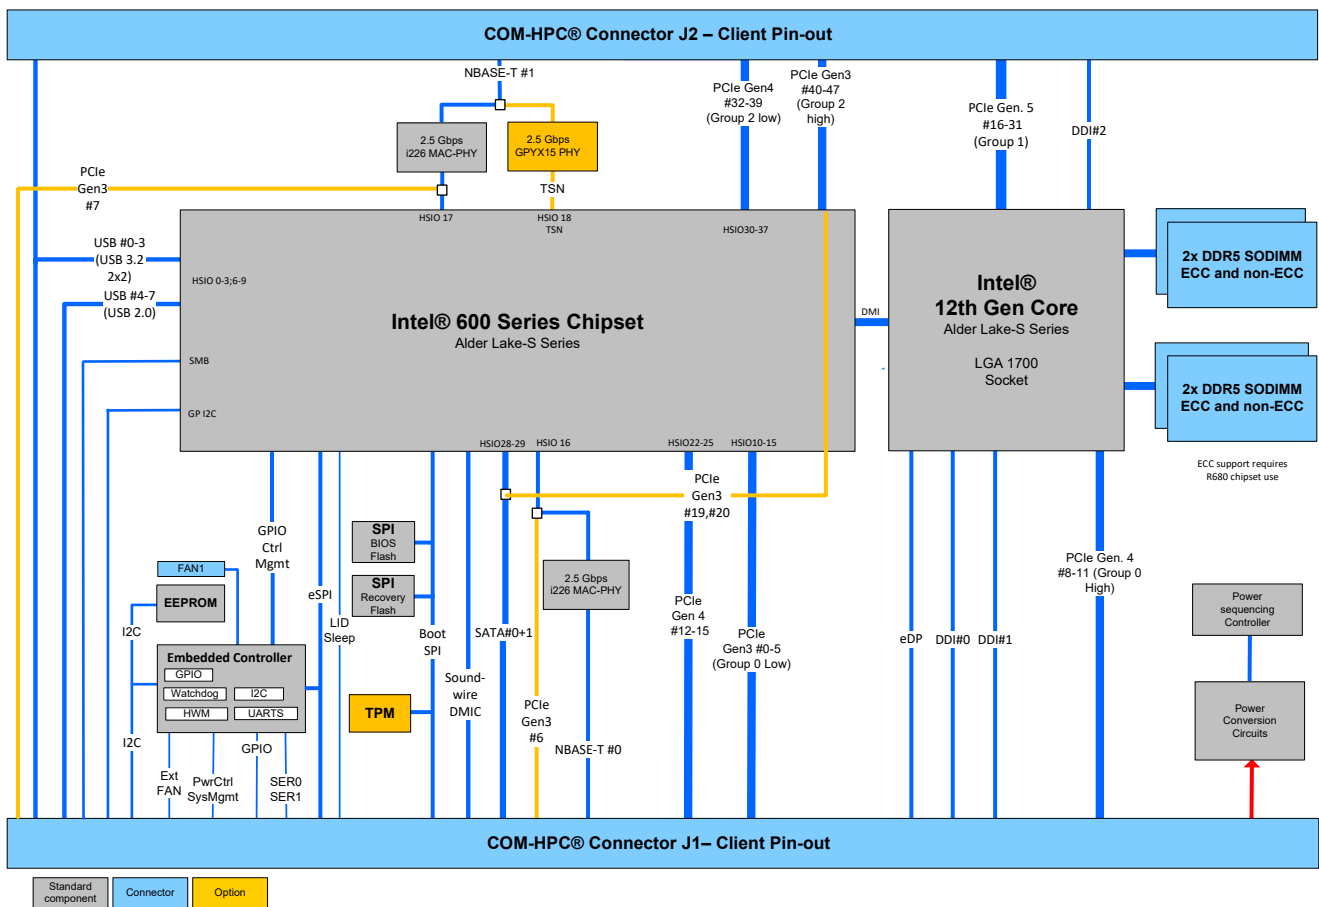 COM-HPC® Connector J2 – Client Pin-out
NBASE-T #1
PCIe
Gen4
#32-39
(Group 2 low)
PCIe Gen3
#40-47
(Group 2
high)
PCIe Gen. 5
#16-31
(Group 1)
DDI#2
2.5 Gbps
i226 MAC-PHY
2.5 Gbps
GPYX15 PHY
TSN
PCIe
Gen3
#7
HSIO 17
HSIO 18
TSN
HSIO30-37
USB #0-3
(USB 3.2
2x2)
HSIO 0-3;6-9
USB #4-7
(USB 2.0)
Intel® 600 Series Chipset
Alder Lake-S Series
SMB
GP I2C
DMI
Intel®
12th Gen Core
Alder Lake-S Series
LGA 1700
Socket
2x DDR5 SODIMM
ECC and non-ECC
2x DDR5 SODIMM
ECC and non-ECC
ECC support requires
R680 chipset use
HSIO28-29
HSIO 16
HSIO22-25
HSIO10-15
PCIe
Gen3
#19,#20
GPIO
Ctrl
Mgmt
SPI
BIOS
Flash
SPI
Recovery
Flash
2.5 Gbps
i226 MAC-PHY
PCIe Gen. 4
#8-11 (Group 0
High)
FAN1
EEPROM
I2C
eSPI
LID
Sleep
Boot
SPI
SATA#0+1
PCIe
Gen 4
#12-15
PCIe
Gen3 #0-5
(Group 0 Low)
eDP
DDI#0
DDI#1
Power
sequencing
Controller
Embedded Controller
GPIO
Watchdog
I2C
HWM
UARTS
Sound-
wire
DMIC
TPM
PCIe
Gen3
#6
NBASE-T #0
Power
Conversion
Circuits
I2C
GPIO
Ext
FAN
PwrCtrl
SysMgmt
SER0
SER1
COM-HPC® Connector J1– Client Pin-out
Standard
component
Connector
Option